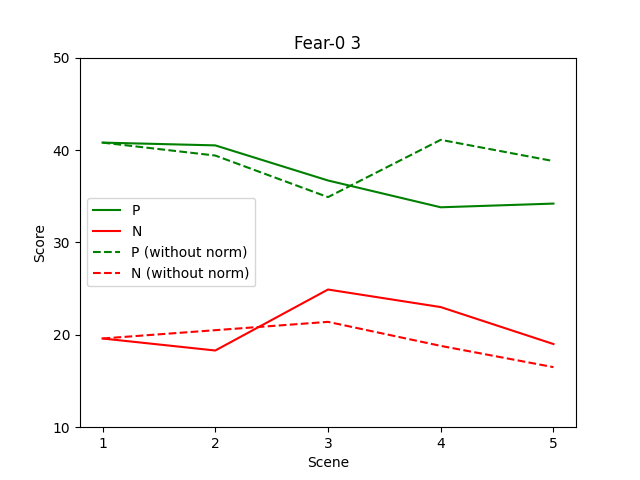 Fear-0 3
50
40
30
20
10
Score
P
N
P (without norm)
N (without norm)
1 2 3 4 5
Scene